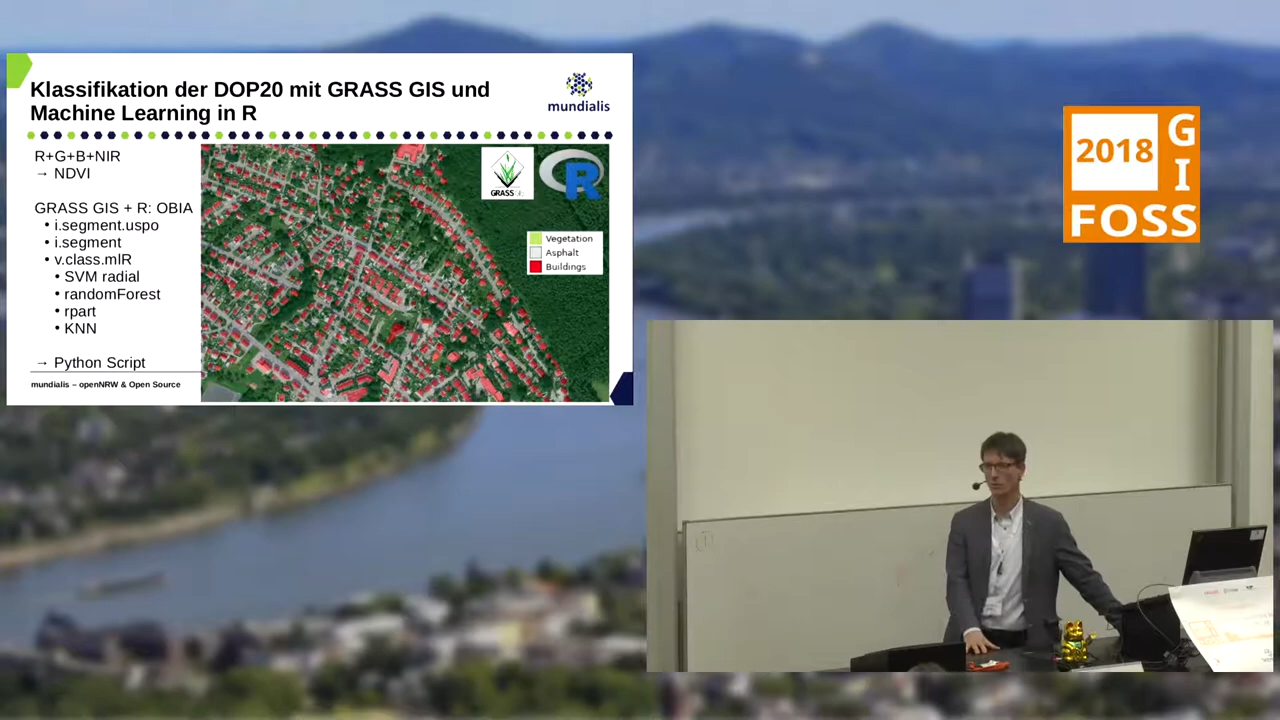 Klassifikation der DOP20 mit GRASS GIS und
Machine Learning in R
mundialis
R+G+B+NIR
→ NDVI
GRASS GIS + R: OBIA
• i.segment.uspo
• i.segment
• v.class.mlR
• SVM radial
• randomForest
• rpart
• KNN
→ Python Script
mundialis – openNRW & Open Source
GRASS GIS
R
Vegetation
Asphalt
Buildings
2018
G
I
FOSS